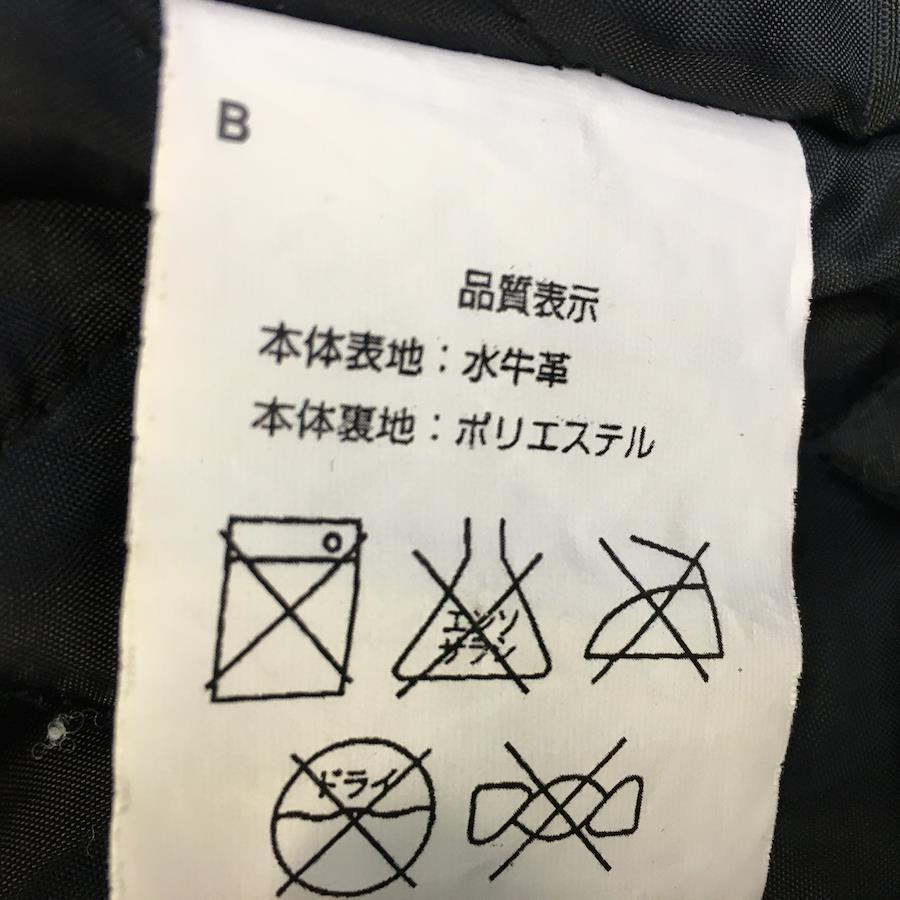 B
品質表示
本体表地：水牛革
本体裏地：ポリエステル
エンソ
サラシ
ドライ